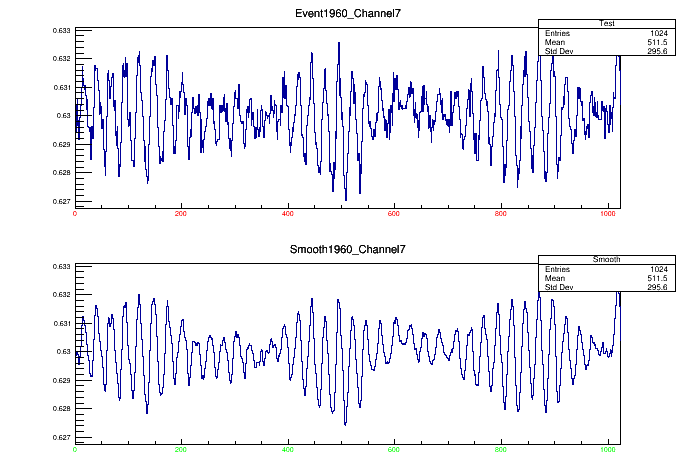 Event1960_Channel7
Test
Entries 1024
Mean 511.5
Std Dev 295.6
0.633
0.632
0.631
0.63
0.629
0.628
0.627
0 200 400 600 800 1000
Smooth1960_Channel7
Smooth
Entries 1024
Mean 511.5
Std Dev 295.6
0.633
0.632
0.631
0.63
0.629
0.628
0.627
0 200 400 600 800 1000